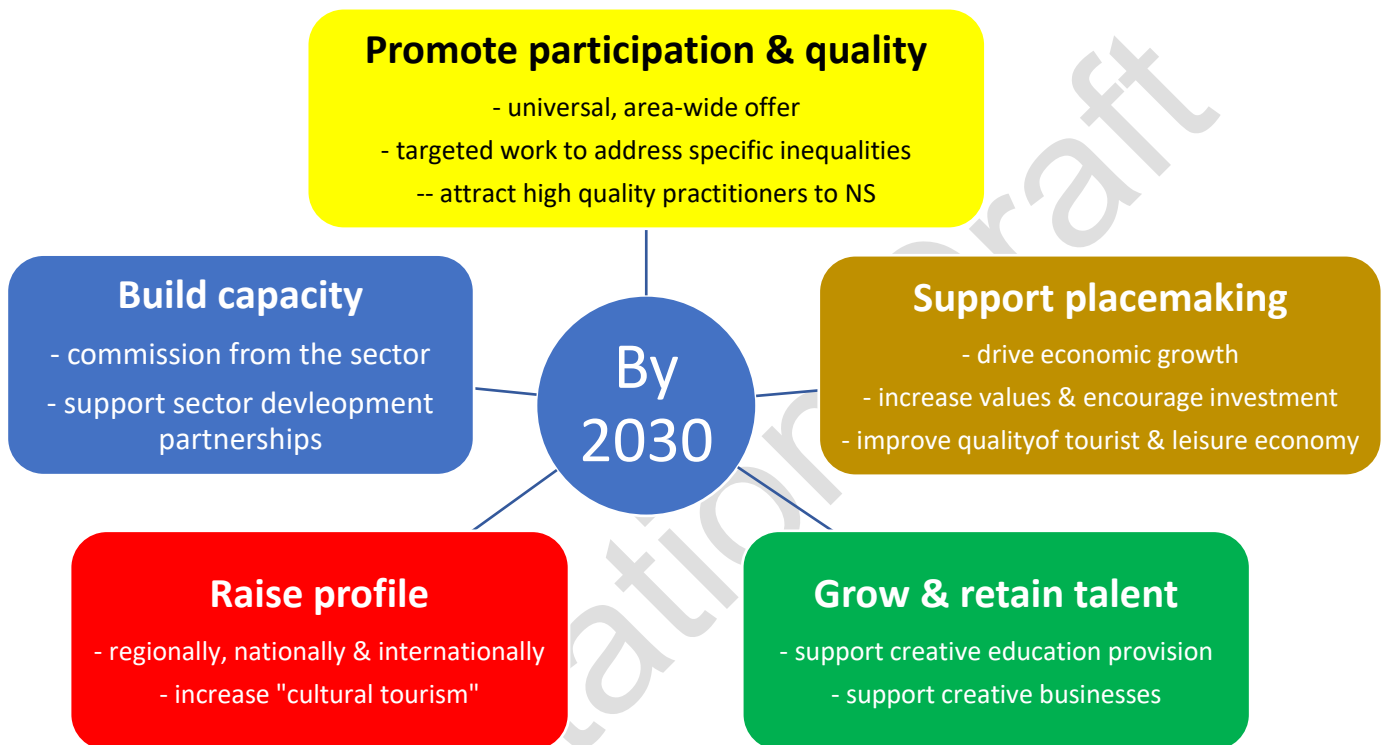 Promote participation & quality
- universal, area-wide offer
- targeted work to address specific inequalities
-- attract high quality practitioners to NS
Build capacity
- commission from the sector
- support sector devleopment
partnerships
By
2030
Support placemaking
- drive economic growth
- increase values & encourage investment
- improve qualityof tourist & leisure economy
Raise profile
- regionally, nationally & internationally
- increase "cultural tourism"
Grow & retain talent
- support creative education provision
- support creative businesses